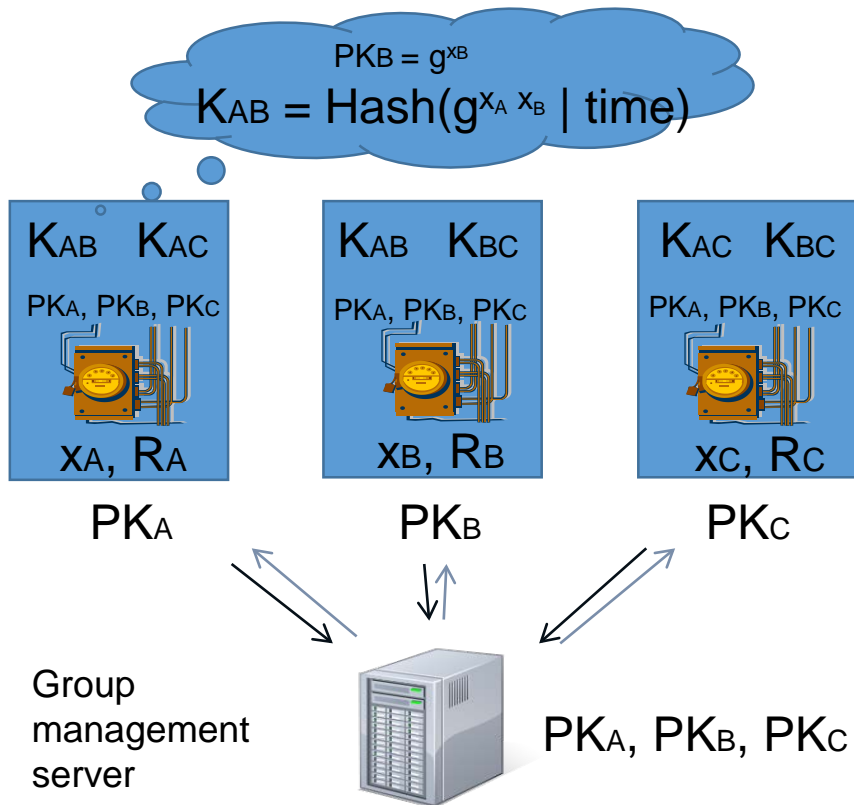 PKB = g^xB
KAB = Hash(g^xA xB | time)
KAB KAC
PKA, PKB, PKC
xA, RA
PKA
KAB KBC
PKA, PKB, PKC
xB, RB
PKB
KAC KBC
PKA, PKB, PKC
xC, RC
PKC
Group
management
server
PKA, PKB, PKC